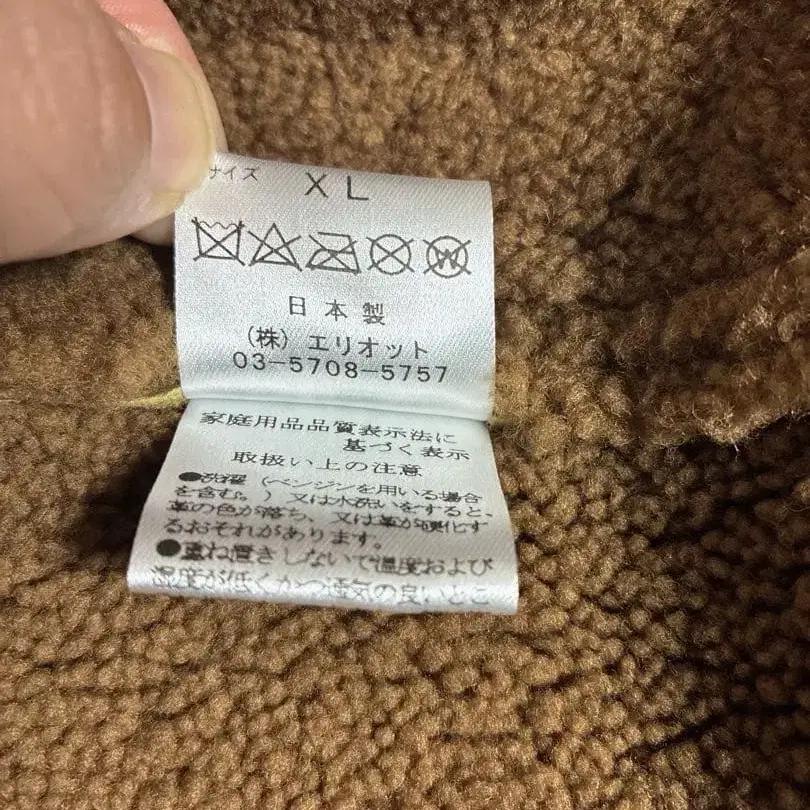 サイズ XL
W
日本製
(株) エリオット
03-5708-5757
家庭用品品質表示法に
基づく表示
取扱い上の注意
●洗濯 (ベンジンを用いる場合
を含む。) 又は水洗いをすると、
革の色が落ち、又は革が硬化す
るおそれがあります。
●重ね置きしないで温度および
湿度が低くかつ通気の良いとこ